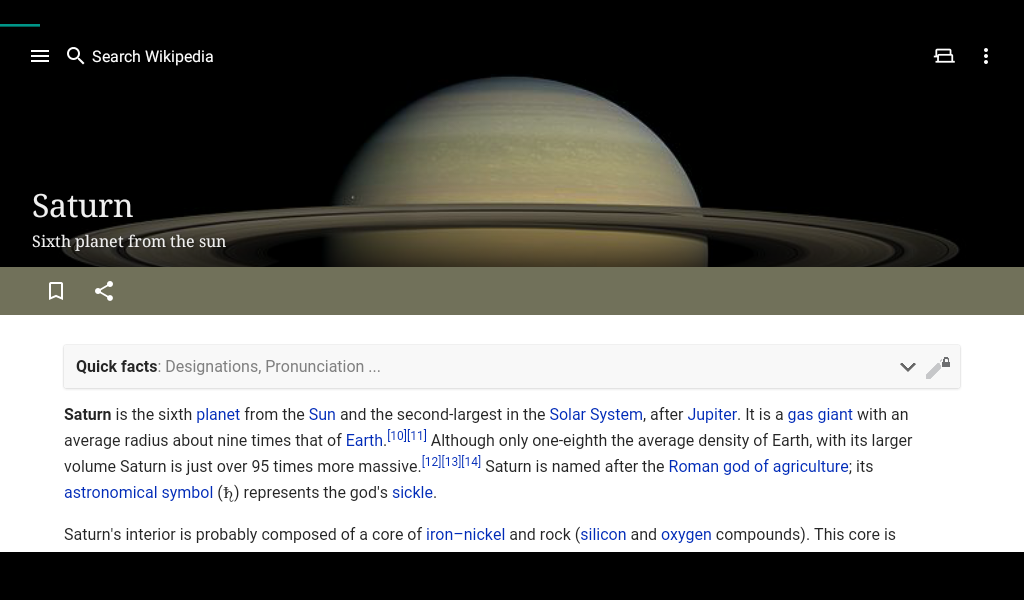 Search Wikipedia
Saturn
Sixth planet from the sun
Quick facts: Designations, Pronunciation ...
Saturn is the sixth planet from the Sun and the second-largest in the Solar System, after Jupiter. It is a gas giant with an
average radius about nine times that of Earth.[10][11] Although only one-eighth the average density of Earth, with its larger
volume Saturn is just over 95 times more massive.[12][13][14] Saturn is named after the Roman god of agriculture; its
astronomical symbol (♄) represents the god's sickle.
Saturn's interior is probably composed of a core of iron–nickel and rock (silicon and oxygen compounds). This core is